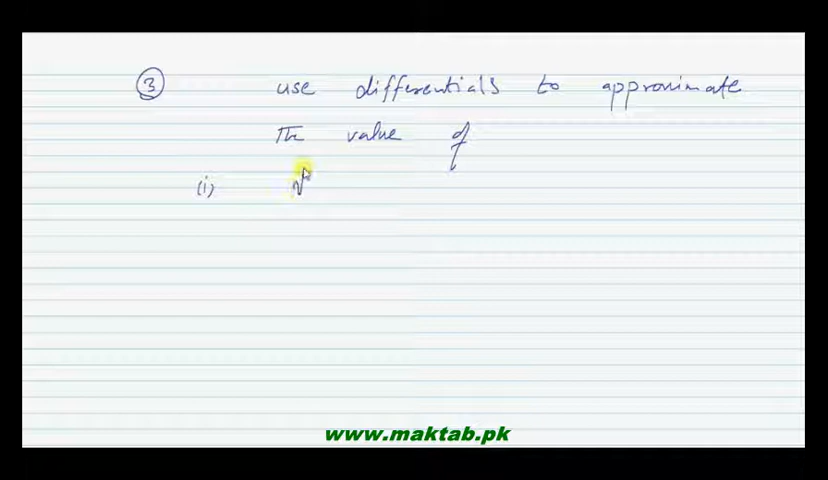 ③ use differentials to approximate
The value of
(i) √
www.maktab.pk